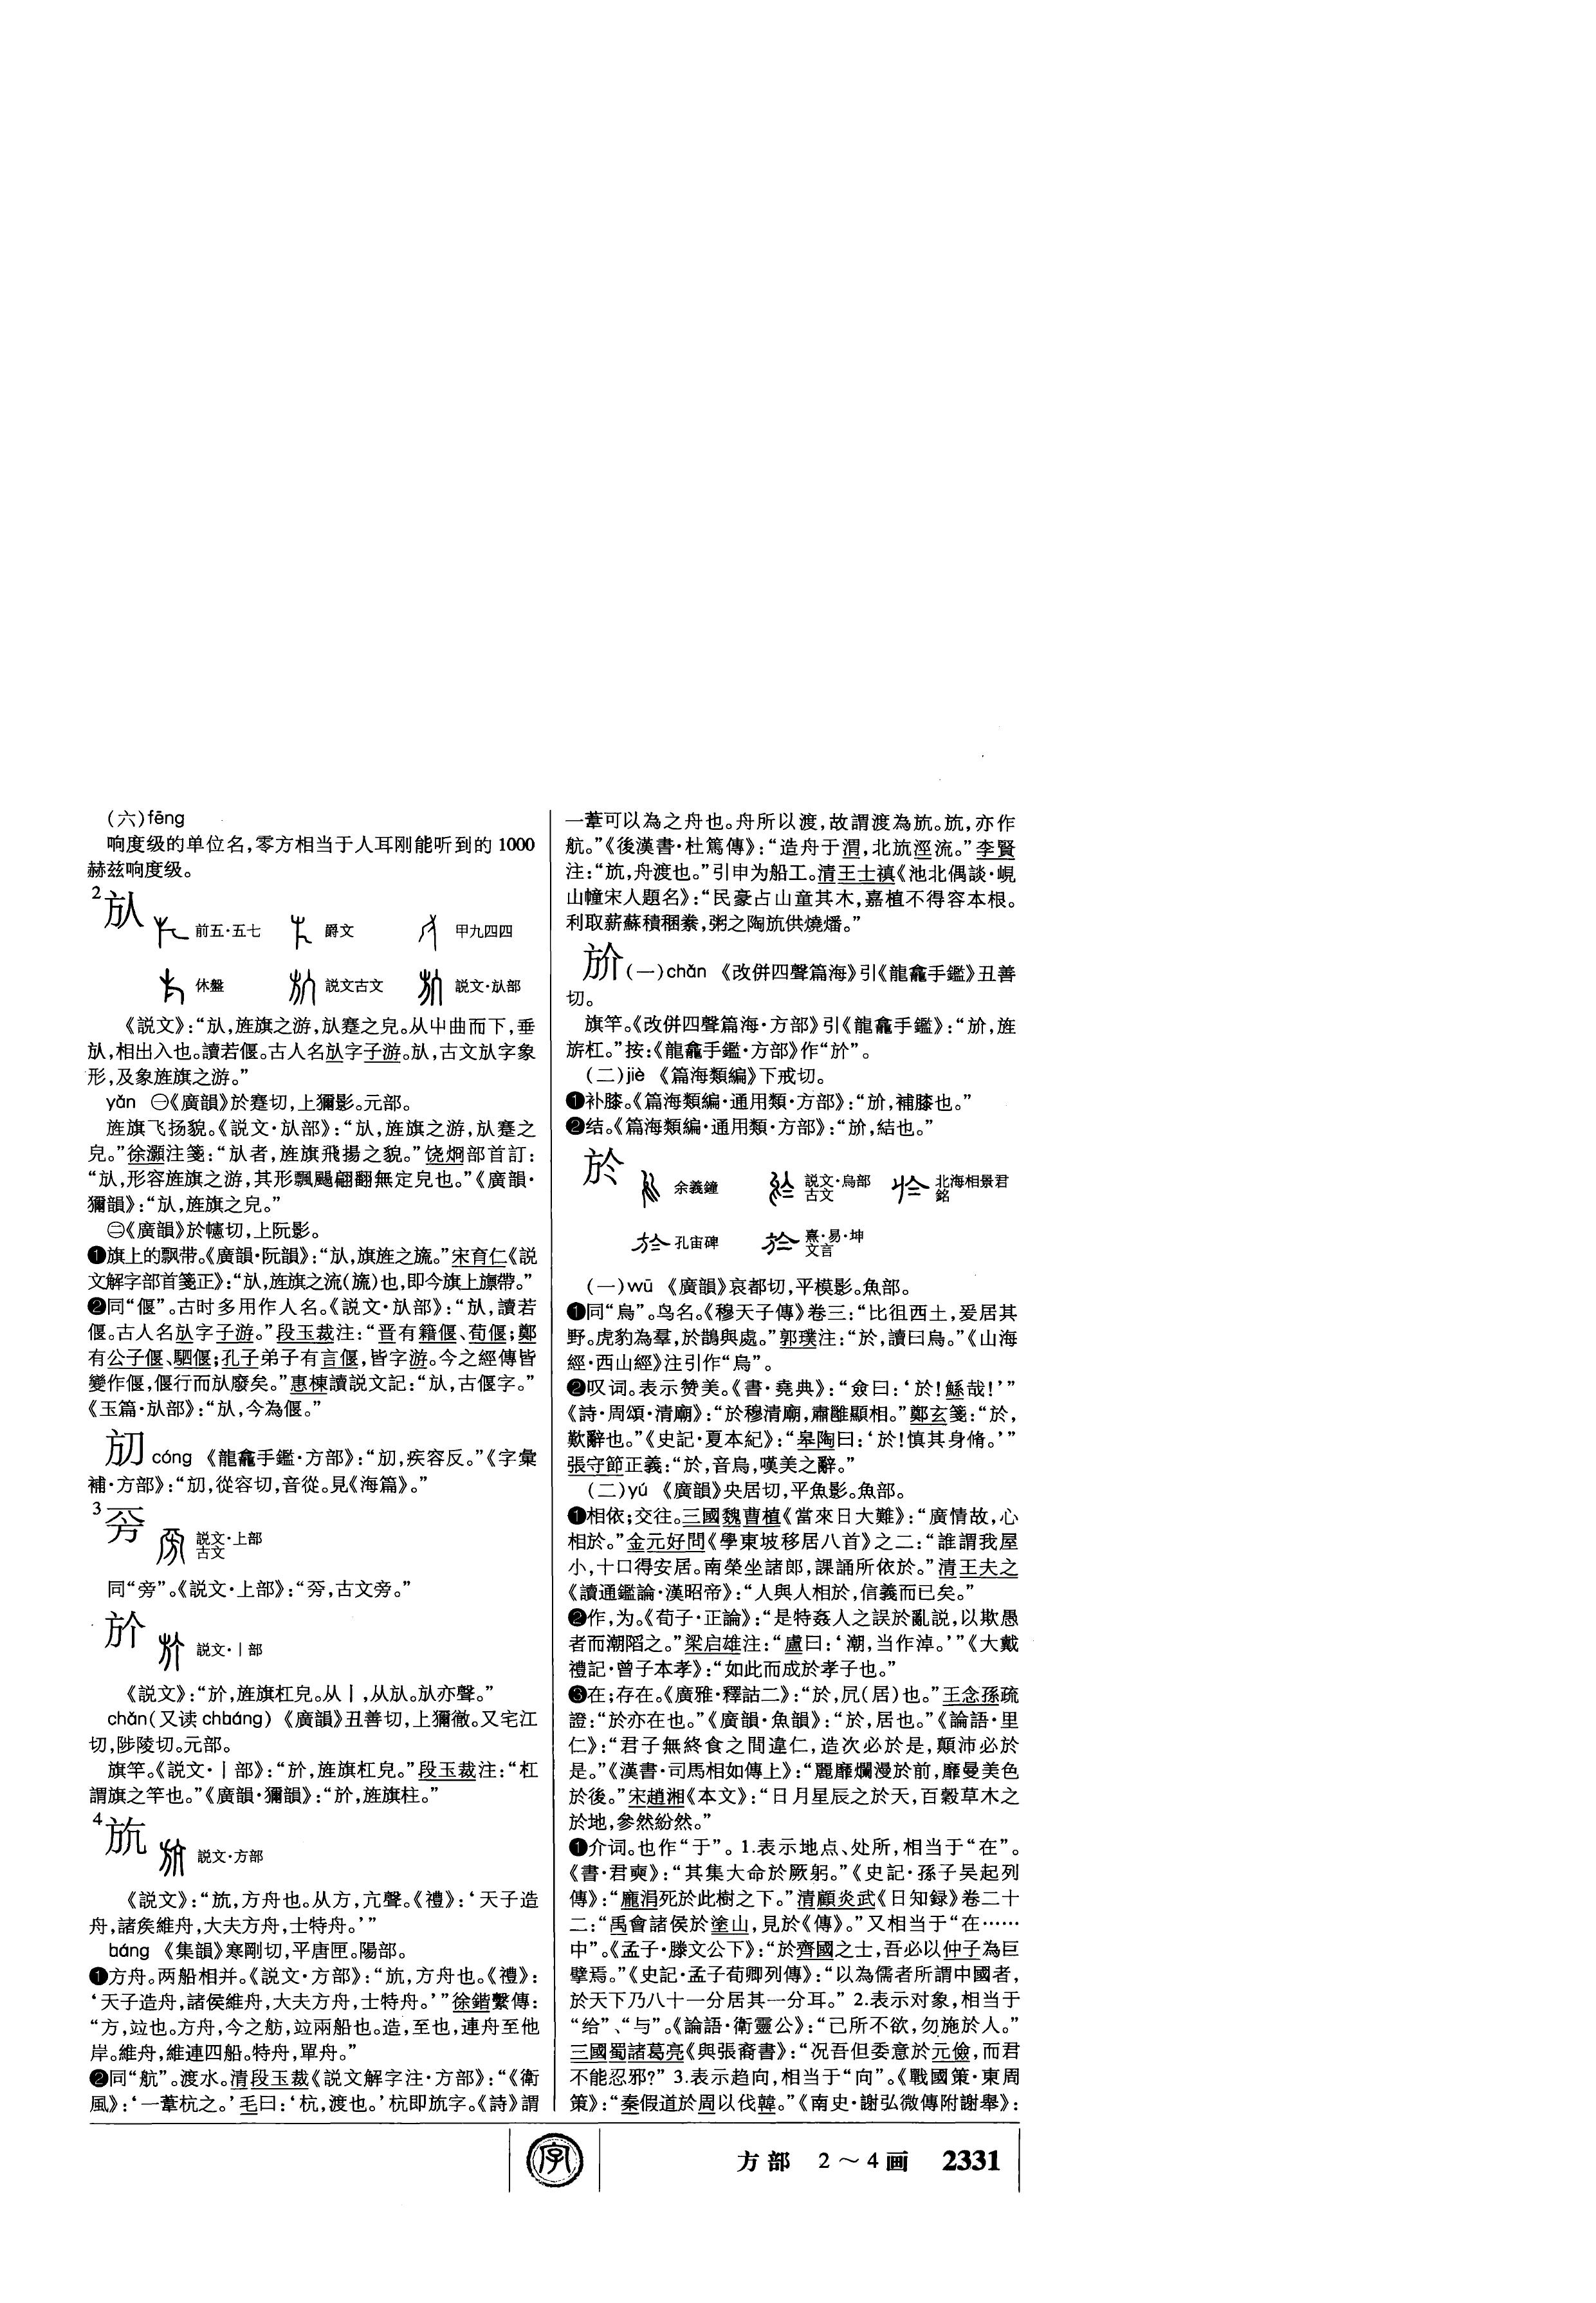 (六)fēng
响度级的单位名,零方相当于人耳刚能听到的1000
赫兹响度级。
2㫃 前五·五七 爵文 甲九四四
休盤 説文古文 説文·㫃部
《説文》:“㫃,旌旗之游,㫃蹇之皃。从屮曲而下,垂
㫃,相出入也。讀若偃。古人名㫃字子游。㫃,古文㫃字象
形,及象旌旗之游。”
yǎn ㊀《廣韻》於蹇切,上獮影。元部。
旌旗飞扬貌。《説文·㫃部》:“㫃,旌旗之游,㫃蹇之
皃。”徐灝注箋:“㫃者,旌旗飛揚之貌。”饶炯部首訂:
“㫃,形容旌旗之游,其形飄颺翩翻無定皃也。”《廣韻·
獮韻》:“㫃,旌旗之皃。”
㊁《廣韻》於幰切,上阮影。
❶旗上的飘带。《廣韻·阮韻》:“㫃,旗旌之旒。”宋育仁《説
文解字部首箋正》:“㫃,旌旗之流(旒)也,即今旗上旛帶。”
❷同“偃”。古时多用作人名。《説文·㫃部》:“㫃,讀若
偃。古人名㫃字子游。”段玉裁注:“晋有籍偃、荀偃;鄭
有公子偃、駟偃;孔子弟子有言偃,皆字游。今之經傳皆
變作偃,偃行而㫃廢矣。”惠棟讀説文記:“㫃,古偃字。”
《玉篇·㫃部》:“㫃,今為偃。”
cóng 《龍龕手鑑·方部》:“,疾容反。”《字彙
補·方部》:“,從容切,音從。見《海篇》。”
3 説文·上部
古文
同“旁”。《説文·上部》:“,古文旁。”
説文·丨部
《説文》:“,旌旗杠皃。从丨,从㫃。㫃亦聲。”
chǎn(又读chbáng) 《廣韻》丑善切,上獮徹。又宅江
切,陟陵切。元部。
旗竿。《説文·丨部》:“,旌旗杠皃。”段玉裁注:“杠
謂旗之竿也。”《廣韻·獮韻》:“,旌旗柱。”
4斻 説文·方部
《説文》:“斻,方舟也。从方,亢聲。《禮》:‘天子造
舟,諸矦維舟,大夫方舟,士特舟。’”
báng 《集韻》寒剛切,平唐匣。陽部。
❶方舟。两船相并。《説文·方部》:“斻,方舟也。《禮》:
‘天子造舟,諸侯維舟,大夫方舟,士特舟。’”徐鍇繫傳:
“方,竝也。方舟,今之舫,竝兩船也。造,至也,連舟至他
岸。維舟,維連四船。特舟,單舟。”
❷同“航”。渡水。清段玉裁《説文解字注·方部》:“《衛
風》:‘一葦杭之。’毛曰:‘杭,渡也。’杭即斻字。《詩》謂
一葦可以為之舟也。舟所以渡,故謂渡為斻。斻,亦作
航。”《後漢書·杜篤傳》:“造舟于渭,北斻涇流。”李賢
注:“斻,舟渡也。”引申为船工。清王士禛《池北偶談·峴
山幢宋人題名》:“民豪占山童其木,嘉植不得容本根。
利取薪蘇積稇絭,粥之陶斻供燒燔。”
(一)chǎn 《改併四聲篇海》引《龍龕手鑑》丑善
切。
旗竿。《改併四聲篇海·方部》引《龍龕手鑑》:“,旌
旂杠。”按:《龍龕手鑑·方部》作“”。
(二)jiè 《篇海類編》下戒切。
❶补膝。《篇海類編·通用類·方部》:“,補膝也。”
❷结。《篇海類編·通用類·方部》:“,結也。”
於 余義鐘 説文·烏部
古文 北海相景君
銘
孔宙碑 熹·易·坤
文言
(一)wū 《廣韻》哀都切,平模影。魚部。
❶同“烏”。鸟名。《穆天子傳》卷三:“比徂西土,爰居其
野。虎豹為羣,於鵲與處。”郭璞注:“於,讀曰烏。”《山海
經·西山經》注引作“烏”。
❷叹词。表示赞美。《書·堯典》:“僉曰:‘於!鯀哉!’”
《詩·周頌·清廟》:“於穆清廟,肅雝顯相。”鄭玄箋:“於,
歎辭也。”《史記·夏本紀》:“皋陶曰:‘於!慎其身脩。’”
張守節正義:“於,音烏,嘆美之辭。”
(二)yú 《廣韻》央居切,平魚影。魚部。
❶相依;交往。三國魏曹植《當來日大難》:“廣情故,心
相於。”金元好問《學東坡移居八首》之二:“誰謂我屋
小,十口得安居。南榮坐諸郎,課誦所依於。”清王夫之
《讀通鑑論·漢昭帝》:“人與人相於,信義而已矣。”
❷作,为。《荀子·正論》:“是特姦人之誤於亂説,以欺愚
者而潮陷之。”梁启雄注:“盧曰:‘潮,当作淖。’”《大戴
禮記·曾子本孝》:“如此而成於孝子也。”
❸在;存在。《廣雅·釋詁二》:“於,凥(居)也。”王念孫疏
證:“於亦在也。”《廣韻·魚韻》:“於,居也。”《論語·里
仁》:“君子無終食之間違仁,造次必於是,顛沛必於
是。”《漢書·司馬相如傳上》:“麗靡爛漫於前,靡曼美色
於後。”宋趙湘《本文》:“日月星辰之於天,百穀草木之
於地,參然紛然。”
❶介词。也作“于”。1.表示地点、处所,相当于“在”。
《書·君奭》:“其集大命於厥躬。”《史記·孫子吴起列
傳》:“龐涓死於此樹之下。”清顧炎武《日知録》卷二十
二:“禹會諸侯於塗山,見於《傳》。”又相当于“在……
中”。《孟子·滕文公下》:“於齊國之士,吾必以仲子為巨
擘焉。”《史記·孟子荀卿列傳》:“以為儒者所謂中國者,
於天下乃八十一分居其一分耳。” 2.表示对象,相当于
“给”、“与”。《論語·衛靈公》:“己所不欲,勿施於人。”
三國蜀諸葛亮《與張裔書》:“况吾但委意於元儉,而君
不能忍邪?” 3.表示趋向,相当于“向”。《戰國策·東周
策》:“秦假道於周以伐韓。”《南史·謝弘微傳附謝舉》:
字
方部 2～4画 2331